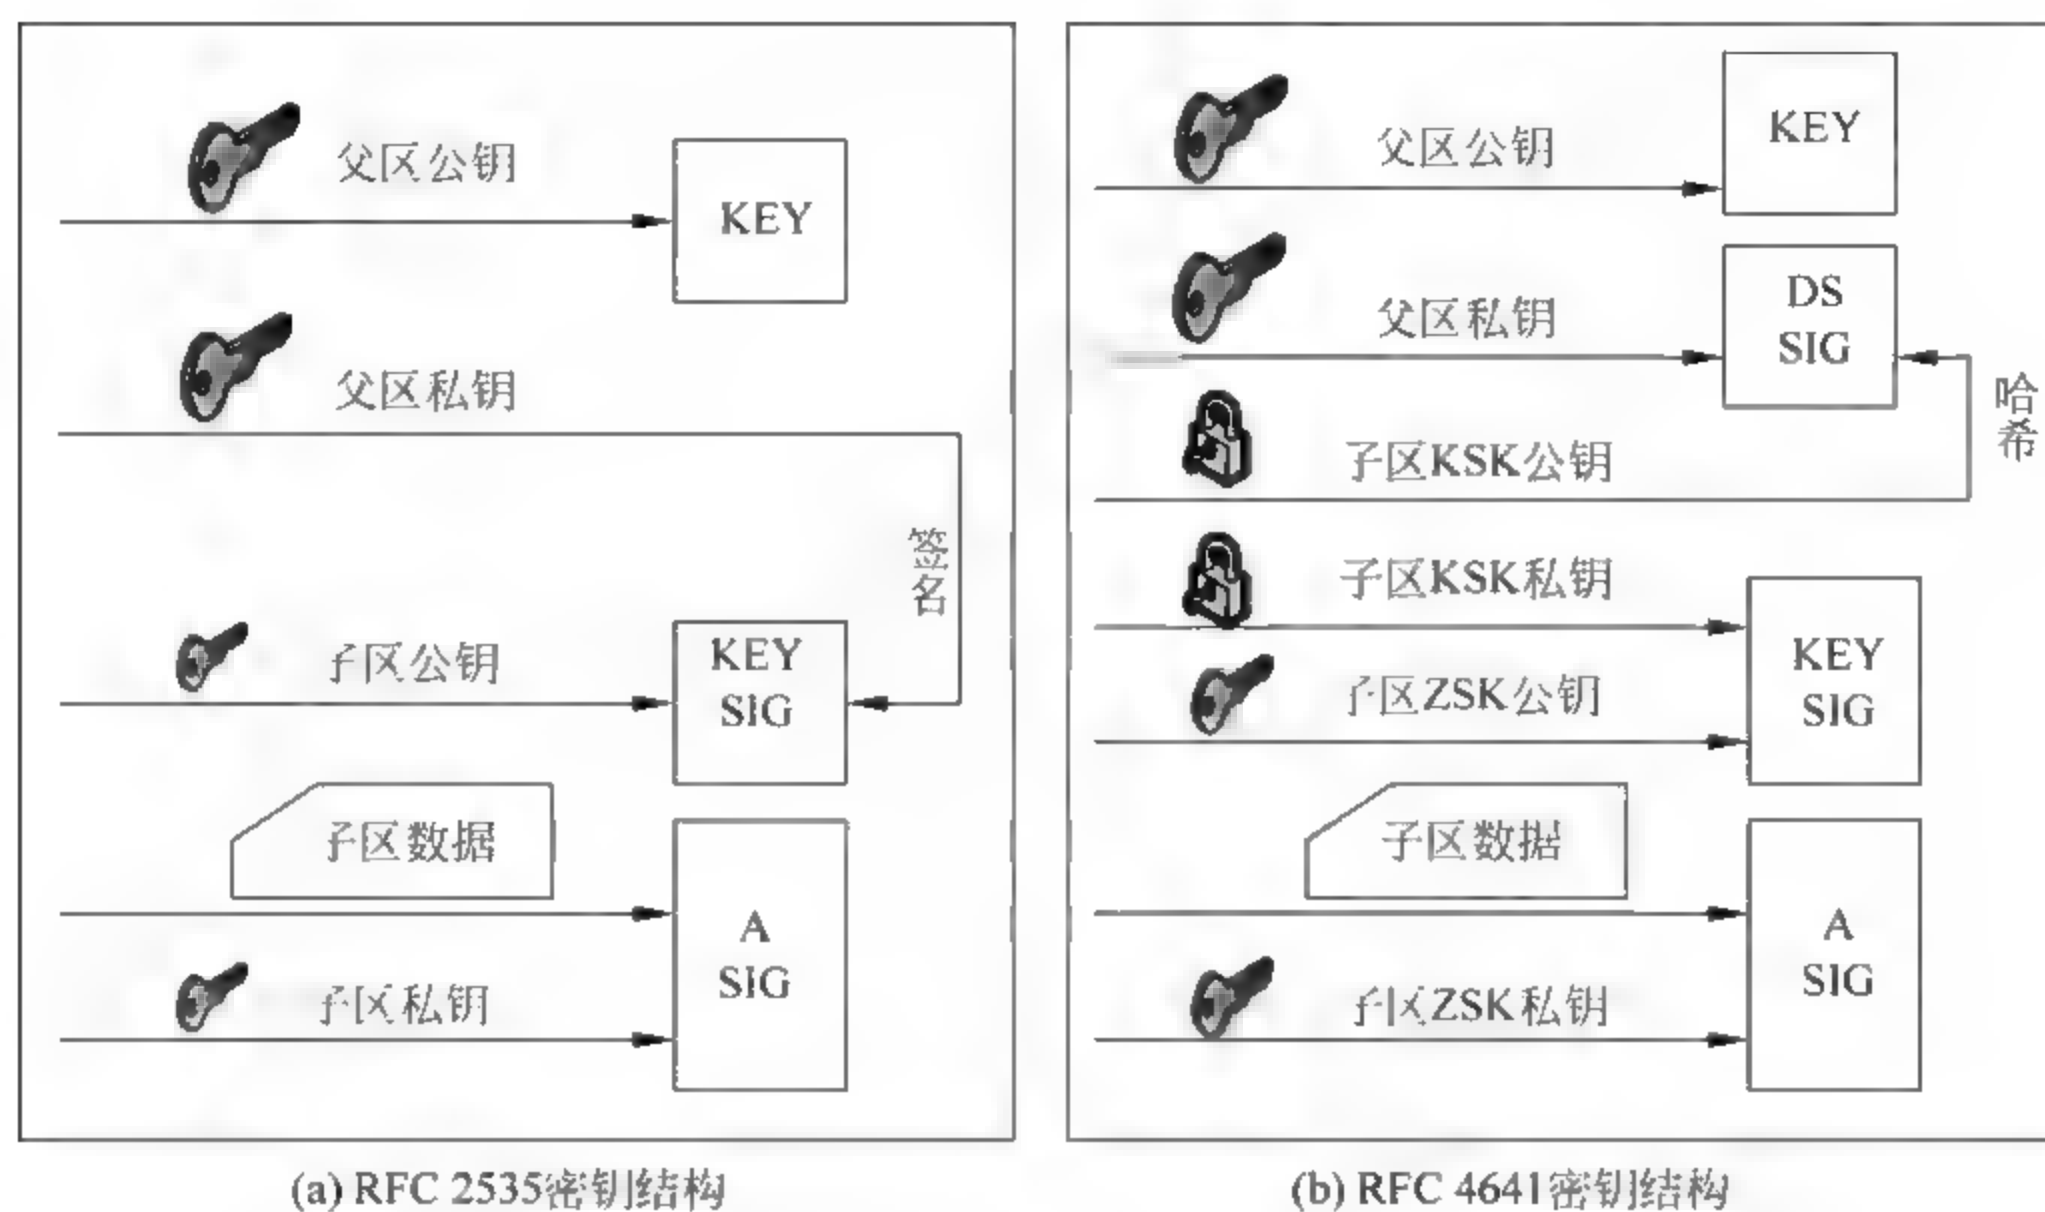 父区公钥
KEY
父区私钥
签名
子区公钥
KEY
SIG
子区数据
A
SIG
子区私钥
(a) RFC 2535密钥结构
父区公钥
KEY
父区私钥
DS
SIG
哈希
子区KSK公钥
子区KSK私钥
KEY
SIG
子区ZSK公钥
子区数据
A
SIG
子区ZSK私钥
(b) RFC 4641密钥结构